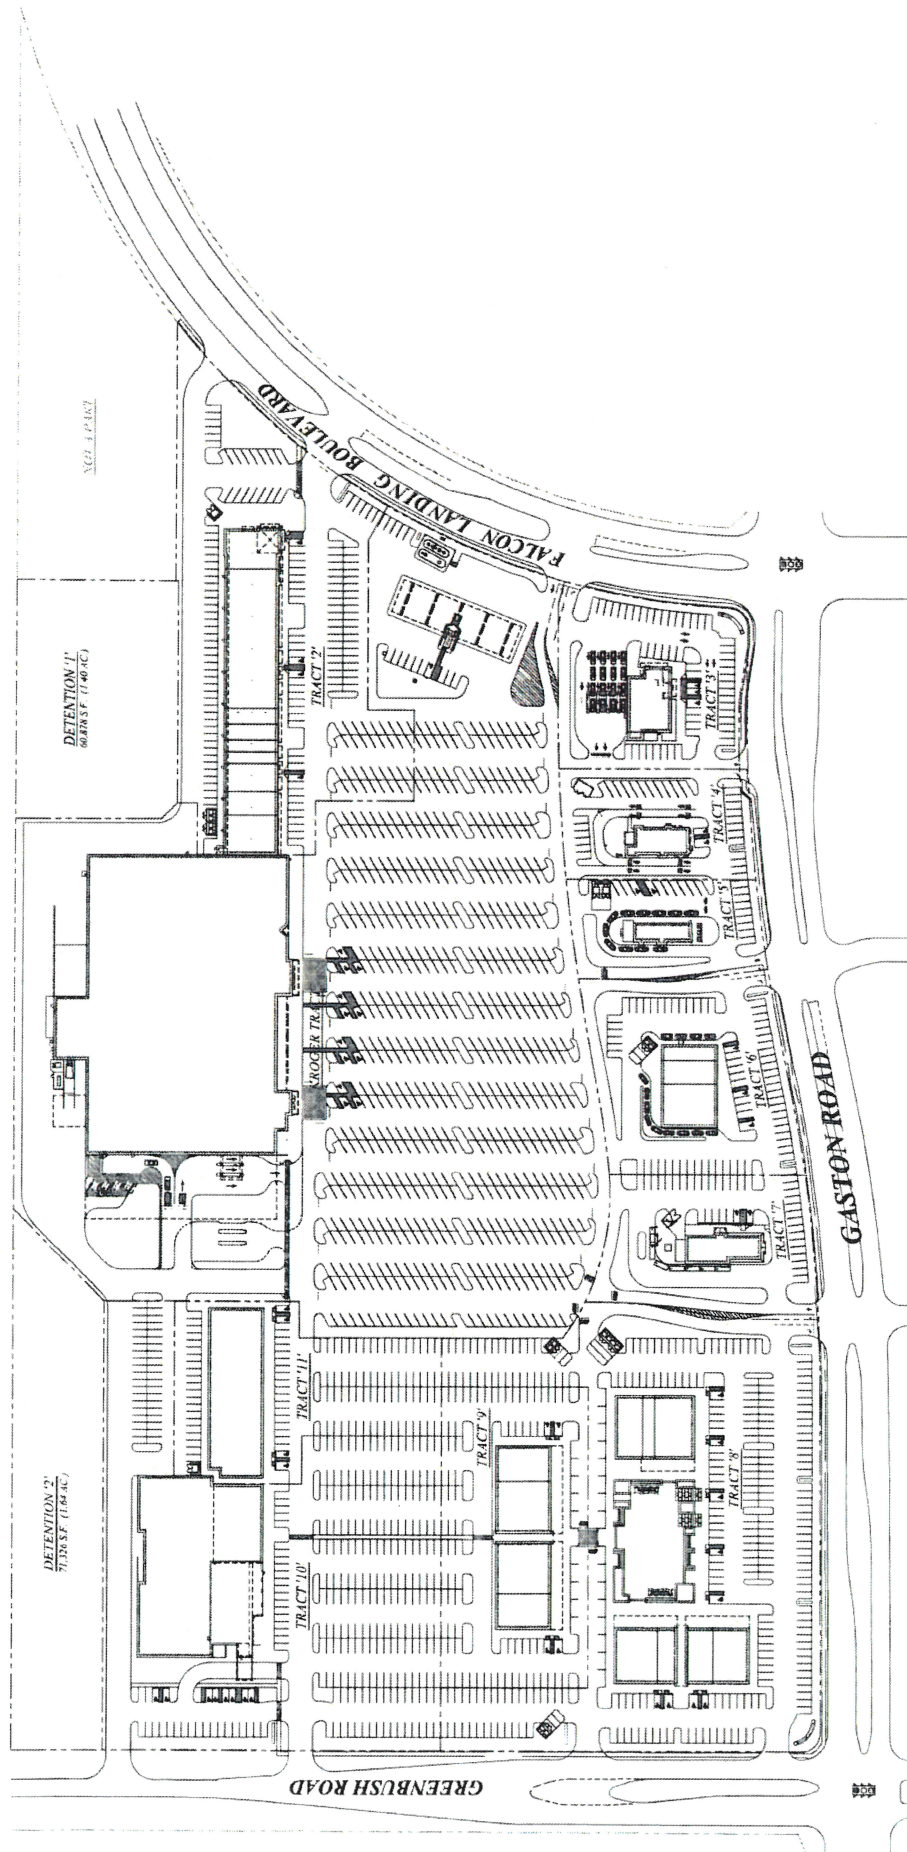 FALCON LANDING BOULEVARD
NOT A PART
DETENTION '1'
60,878 S.F. (1.40 AC.)
TRACT '2'
TRACT '3'
TRACT '4'
TRACT '5'
TRACT '6'
GASTON ROAD
TRACT '7'
TRACT '11'
TRACT '9'
TRACT '8'
DETENTION '2'
71,326 S.F. (1.64 AC.)
TRACT '10'
GREENBUSH ROAD